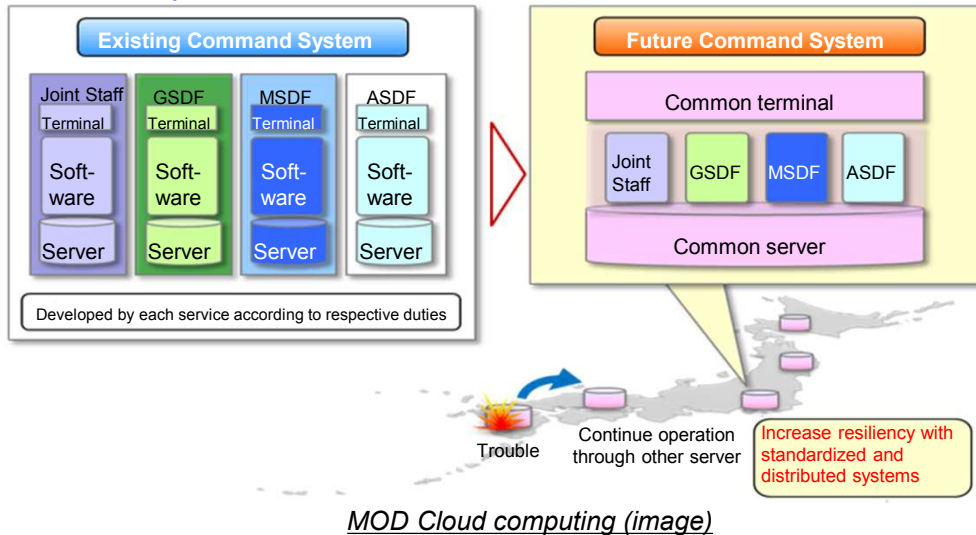 Existing Command System
Joint Staff
Terminal
Soft-
ware
Server
GSDF
Terminal
Soft-
ware
Server
MSDF
Terminal
Soft-
ware
Server
ASDF
Terminal
Soft-
ware
Server
Developed by each service according to respective duties
Future Command System
Common terminal
Joint
Staff
GSDF
MSDF
ASDF
Common server
Trouble
Continue operation
through other server
Increase resiliency with
standardized and
distributed systems
MOD Cloud computing (image)